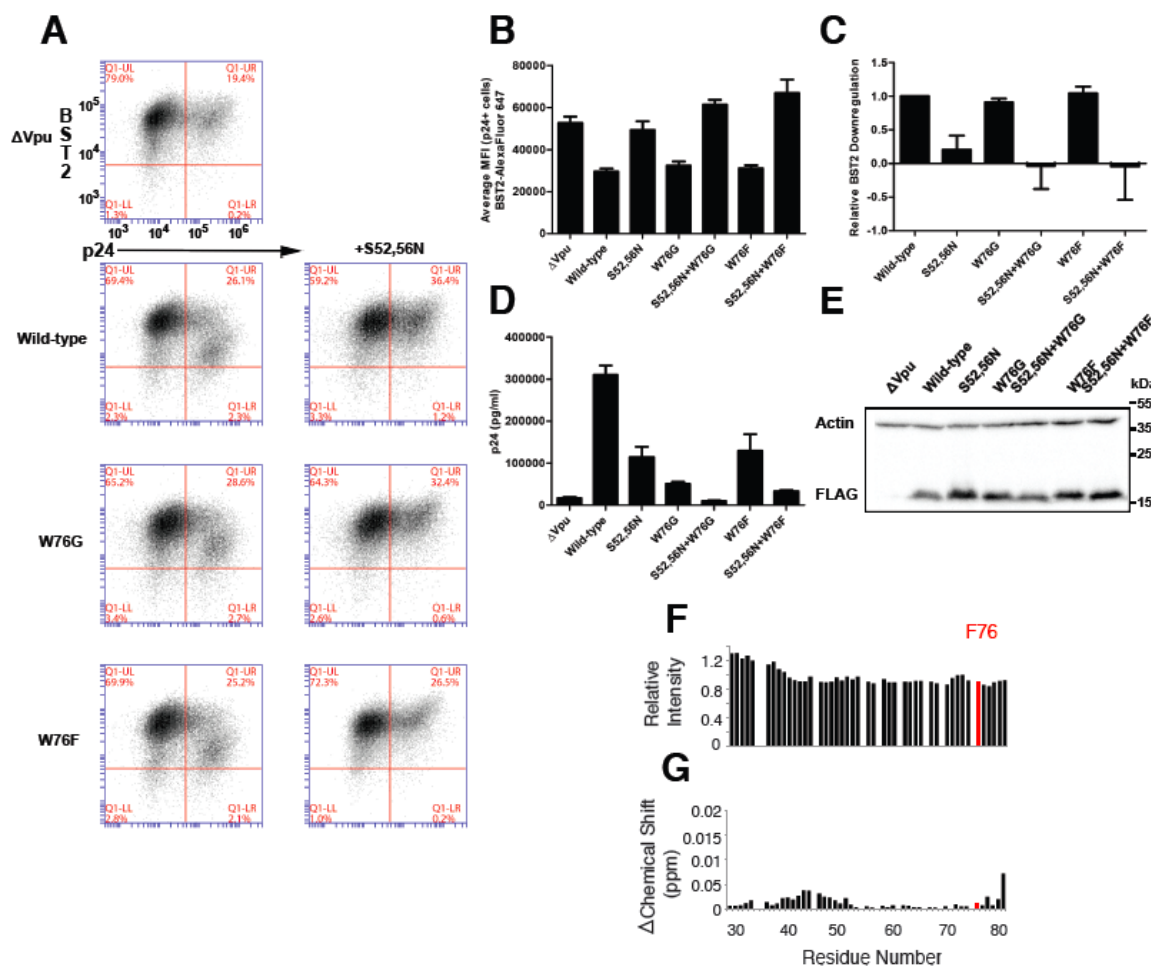 A
Q1-UL
79.0%
Q1-UR
19.4%
ΔVpu
BST2
10^5
10^4
10^3
Q1-LL
1.3%
Q1-LR
0.2%
10^3 10^4 10^5 10^6
p24
+S52,56N
Wild-type
Q1-UL
69.4%
Q1-UR
26.1%
Q1-LL
2.3%
Q1-LR
2.3%
Q1-UL
59.2%
Q1-UR
36.4%
Q1-LL
3.3%
Q1-LR
1.2%
W76G
Q1-UL
65.2%
Q1-UR
28.6%
Q1-LL
3.4%
Q1-LR
2.7%
Q1-UL
64.3%
Q1-UR
32.4%
Q1-LL
2.6%
Q1-LR
0.6%
W76F
Q1-UL
69.9%
Q1-UR
25.2%
Q1-LL
2.8%
Q1-LR
2.1%
Q1-UL
72.3%
Q1-UR
26.5%
Q1-LL
1.0%
Q1-LR
0.2%
B
Average MFI (p24+ cells)
BST2-AlexaFluor 647
80000
60000
40000
20000
0
ΔVpu
Wild-type
S52,56N
W76G
S52,56N+W76G
W76F
S52,56N+W76F
C
Relative BST2 Downregulation
1.5
1.0
0.5
0.0
-0.5
-1.0
Wild-type
S52,56N
W76G
S52,56N+W76G
W76F
S52,56N+W76F
D
p24 (pg/ml)
400000
300000
200000
100000
0
ΔVpu
Wild-type
S52,56N
W76G
S52,56N+W76G
W76F
S52,56N+W76F
E
ΔVpu
Wild-type
S52,56N
W76G
S52,56N+W76G
W76F
S52,56N+W76F
kDa
55
35
25
15
Actin
FLAG
F
F76
Relative
Intensity
1.2
0.8
0.4
0
G
ΔChemical Shift
(ppm)
0.02
0.015
0.01
0.005
0
30 40 50 60 70 80
Residue Number